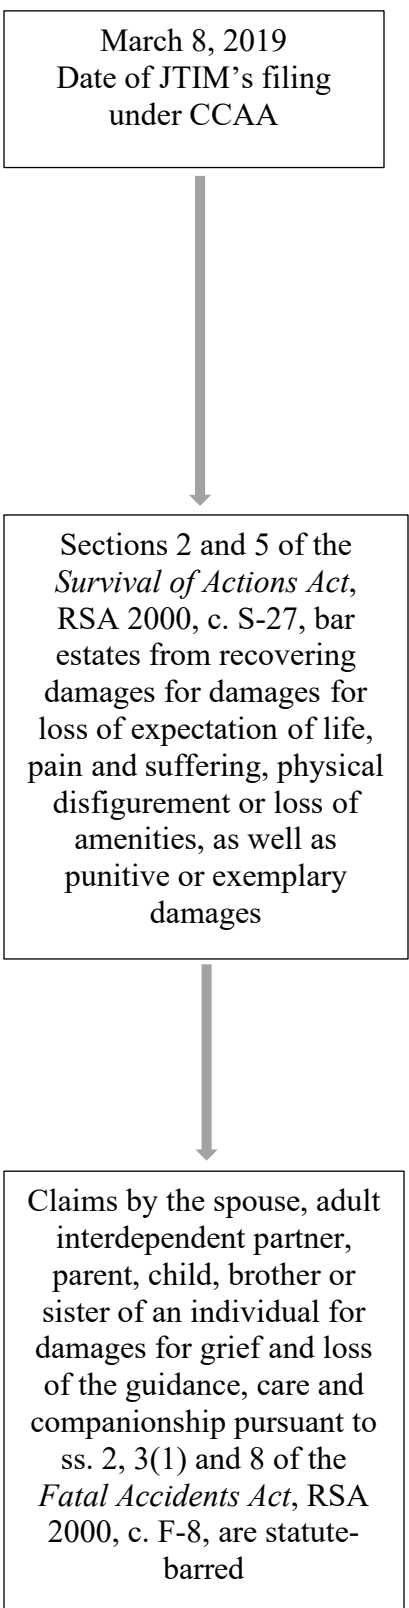 March 8, 2019
Date of JTIM’s filing
under CCAA
Sections 2 and 5 of the
Survival of Actions Act,
RSA 2000, c. S-27, bar
estates from recovering
damages for damages for
loss of expectation of life,
pain and suffering, physical
disfigurement or loss of
amenities, as well as
punitive or exemplary
damages
Claims by the spouse, adult
interdependent partner,
parent, child, brother or
sister of an individual for
damages for grief and loss
of the guidance, care and
companionship pursuant to
ss. 2, 3(1) and 8 of the
Fatal Accidents Act, RSA
2000, c. F-8, are statute-
barred